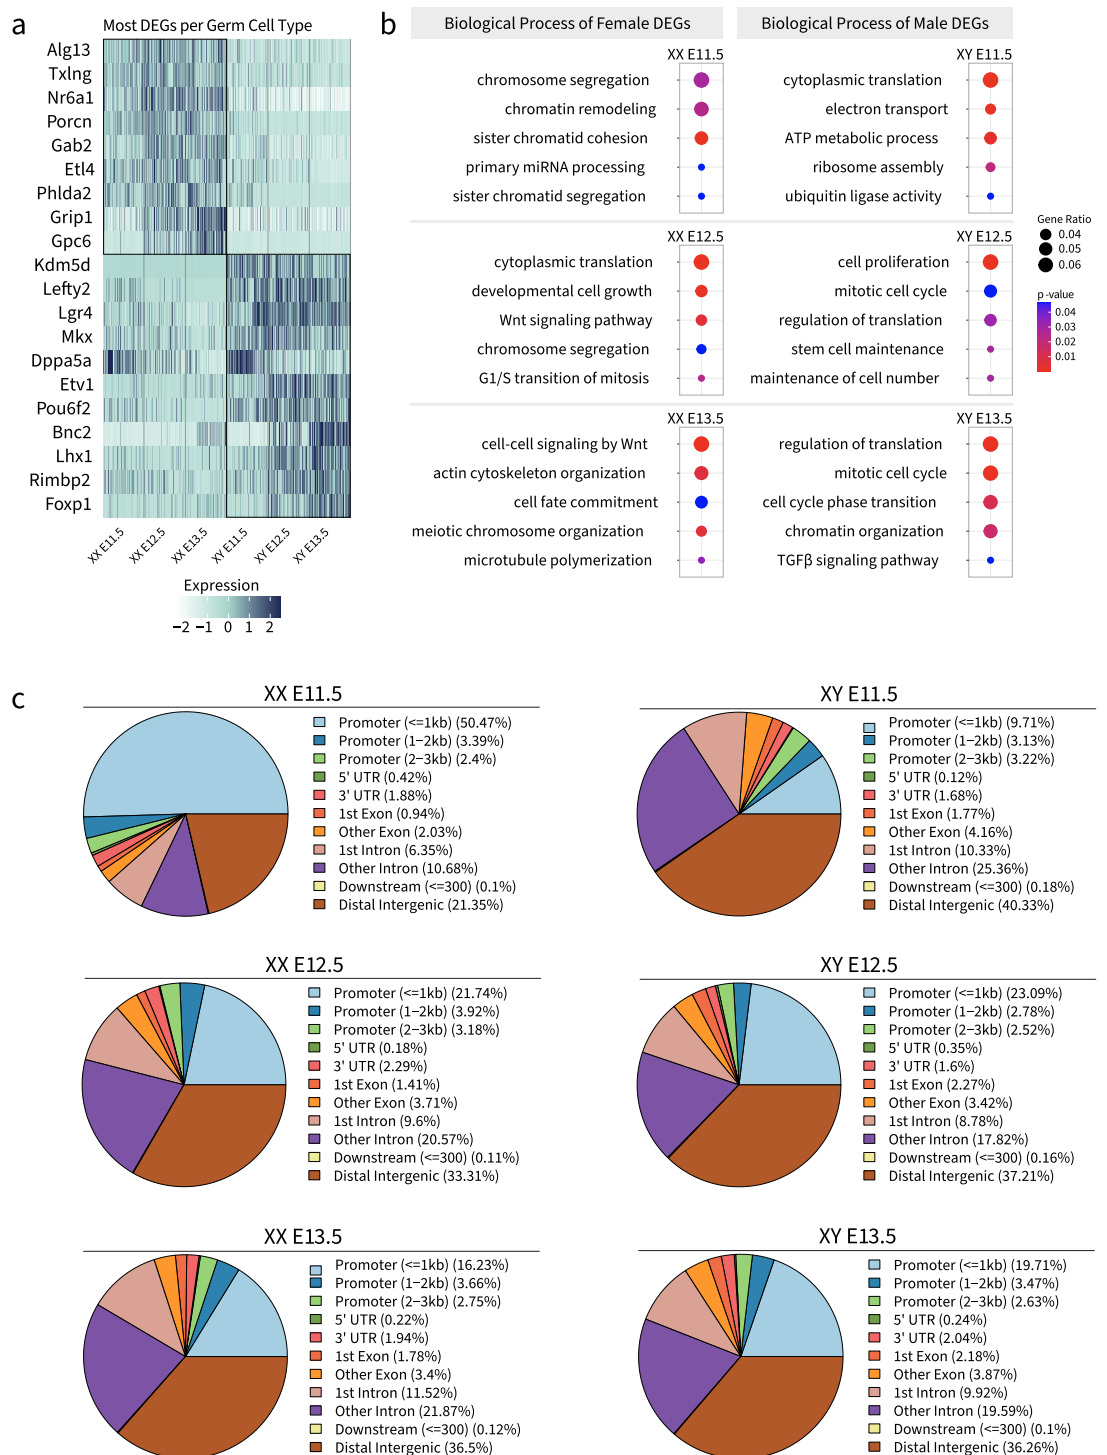 a
Most DEGs per Germ Cell Type
Alg13
Txlng
Nr6a1
Porcn
Gab2
Etl4
Phlda2
Grip1
Gpc6
Kdm5d
Lefty2
Lgr4
Mkx
Dppa5a
Etv1
Pou6f2
Bnc2
Lhx1
Rimbp2
Foxp1
XX E11.5
XX E12.5
XX E13.5
XY E11.5
XY E12.5
XY E13.5
Expression
−2 −1 0 1 2
b
Biological Process of Female DEGs
Biological Process of Male DEGs
XX E11.5
chromosome segregation
chromatin remodeling
sister chromatid cohesion
primary miRNA processing
sister chromatid segregation
XY E11.5
cytoplasmic translation
electron transport
ATP metabolic process
ribosome assembly
ubiquitin ligase activity
XX E12.5
cytoplasmic translation
developmental cell growth
Wnt signaling pathway
chromosome segregation
G1/S transition of mitosis
XY E12.5
cell proliferation
mitotic cell cycle
regulation of translation
stem cell maintenance
maintenance of cell number
XX E13.5
cell-cell signaling by Wnt
actin cytoskeleton organization
cell fate commitment
meiotic chromosome organization
microtubule polymerization
XY E13.5
regulation of translation
mitotic cell cycle
cell cycle phase transition
chromatin organization
TGFβ signaling pathway
Gene Ratio
0.04
0.05
0.06
p -value
0.04
0.03
0.02
0.01
c
XX E11.5
Promoter (<=1kb) (50.47%)
Promoter (1−2kb) (3.39%)
Promoter (2−3kb) (2.4%)
5' UTR (0.42%)
3' UTR (1.88%)
1st Exon (0.94%)
Other Exon (2.03%)
1st Intron (6.35%)
Other Intron (10.68%)
Downstream (<=300) (0.1%)
Distal Intergenic (21.35%)
XY E11.5
Promoter (<=1kb) (9.71%)
Promoter (1−2kb) (3.13%)
Promoter (2−3kb) (3.22%)
5' UTR (0.12%)
3' UTR (1.68%)
1st Exon (1.77%)
Other Exon (4.16%)
1st Intron (10.33%)
Other Intron (25.36%)
Downstream (<=300) (0.18%)
Distal Intergenic (40.33%)
XX E12.5
Promoter (<=1kb) (21.74%)
Promoter (1−2kb) (3.92%)
Promoter (2−3kb) (3.18%)
5' UTR (0.18%)
3' UTR (2.29%)
1st Exon (1.41%)
Other Exon (3.71%)
1st Intron (9.6%)
Other Intron (20.57%)
Downstream (<=300) (0.11%)
Distal Intergenic (33.31%)
XY E12.5
Promoter (<=1kb) (23.09%)
Promoter (1−2kb) (2.78%)
Promoter (2−3kb) (2.52%)
5' UTR (0.35%)
3' UTR (1.6%)
1st Exon (2.27%)
Other Exon (3.42%)
1st Intron (8.78%)
Other Intron (17.82%)
Downstream (<=300) (0.16%)
Distal Intergenic (37.21%)
XX E13.5
Promoter (<=1kb) (16.23%)
Promoter (1−2kb) (3.66%)
Promoter (2−3kb) (2.75%)
5' UTR (0.22%)
3' UTR (1.94%)
1st Exon (1.78%)
Other Exon (3.4%)
1st Intron (11.52%)
Other Intron (21.87%)
Downstream (<=300) (0.12%)
Distal Intergenic (36.5%)
XY E13.5
Promoter (<=1kb) (19.71%)
Promoter (1−2kb) (3.47%)
Promoter (2−3kb) (2.63%)
5' UTR (0.24%)
3' UTR (2.04%)
1st Exon (2.18%)
Other Exon (3.87%)
1st Intron (9.92%)
Other Intron (19.59%)
Downstream (<=300) (0.1%)
Distal Intergenic (36.26%)